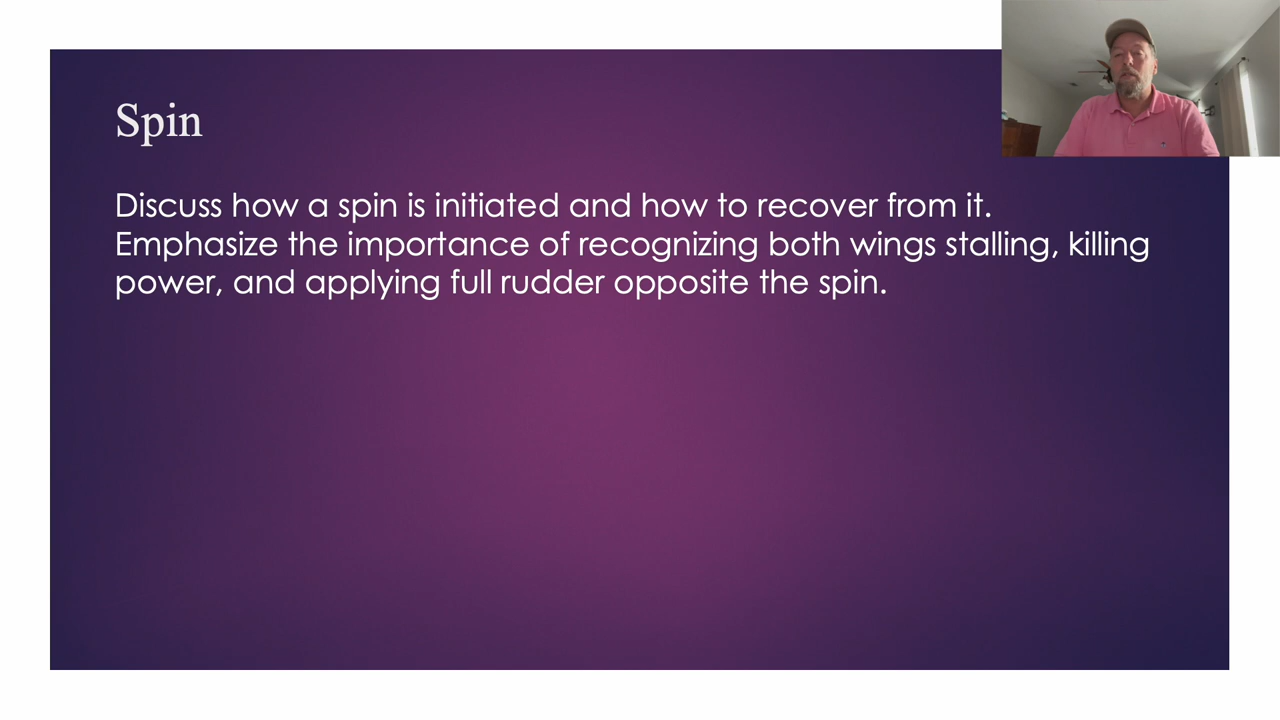 Spin
Discuss how a spin is initiated and how to recover from it.
Emphasize the importance of recognizing both wings stalling, killing
power, and applying full rudder opposite the spin.